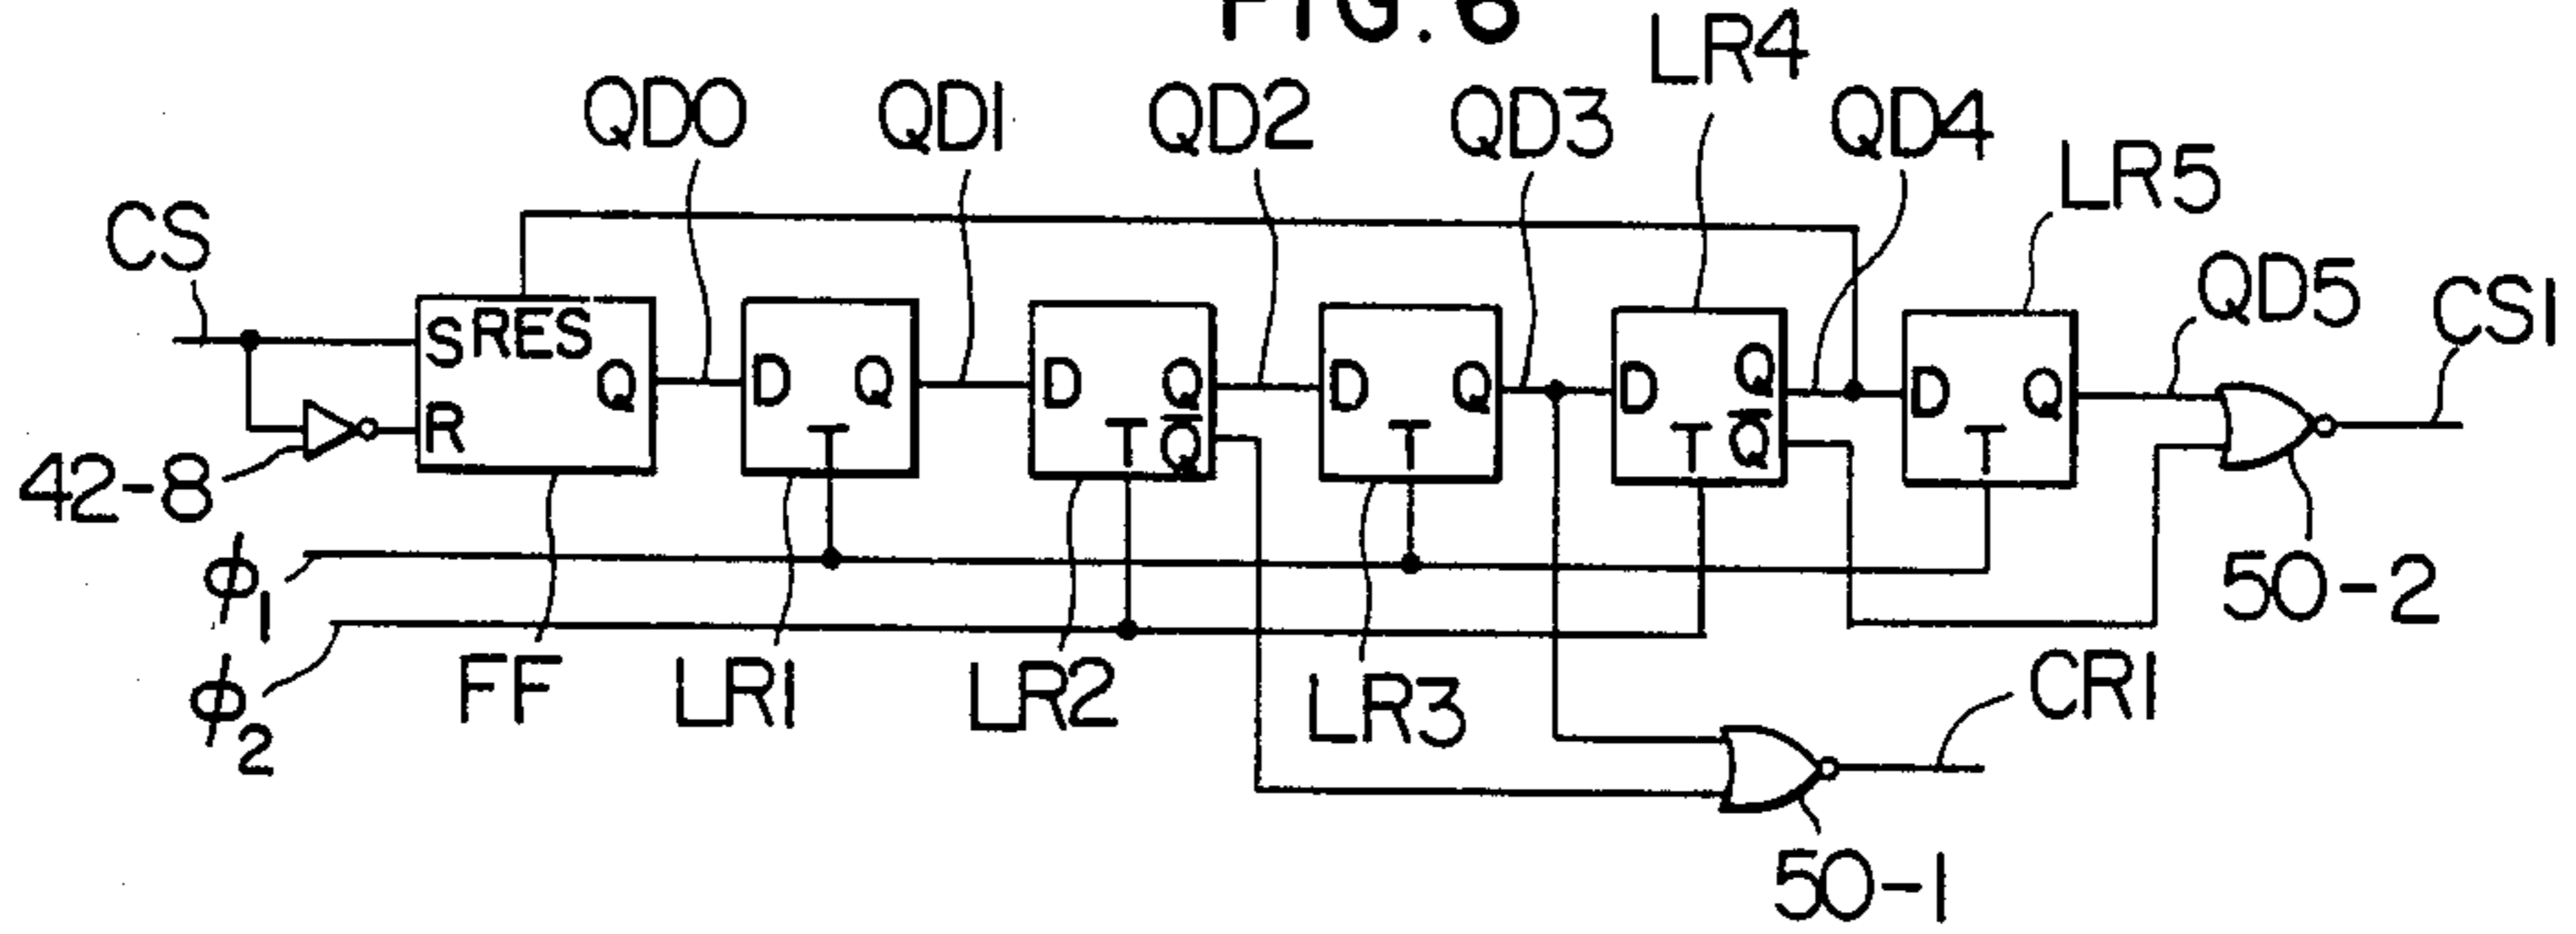 FIG. 6
LR4
QD0 QD1 QD2 QD3 QD4 LR5
CS QD5 CS1
S R̅E̅S̅ Q D Q T D Q T Q̅ D Q T D Q T Q̅ D Q T
R
42-8
ϕ1 50-2
ϕ2 FF LR1 LR2 LR3 CR1
50-1